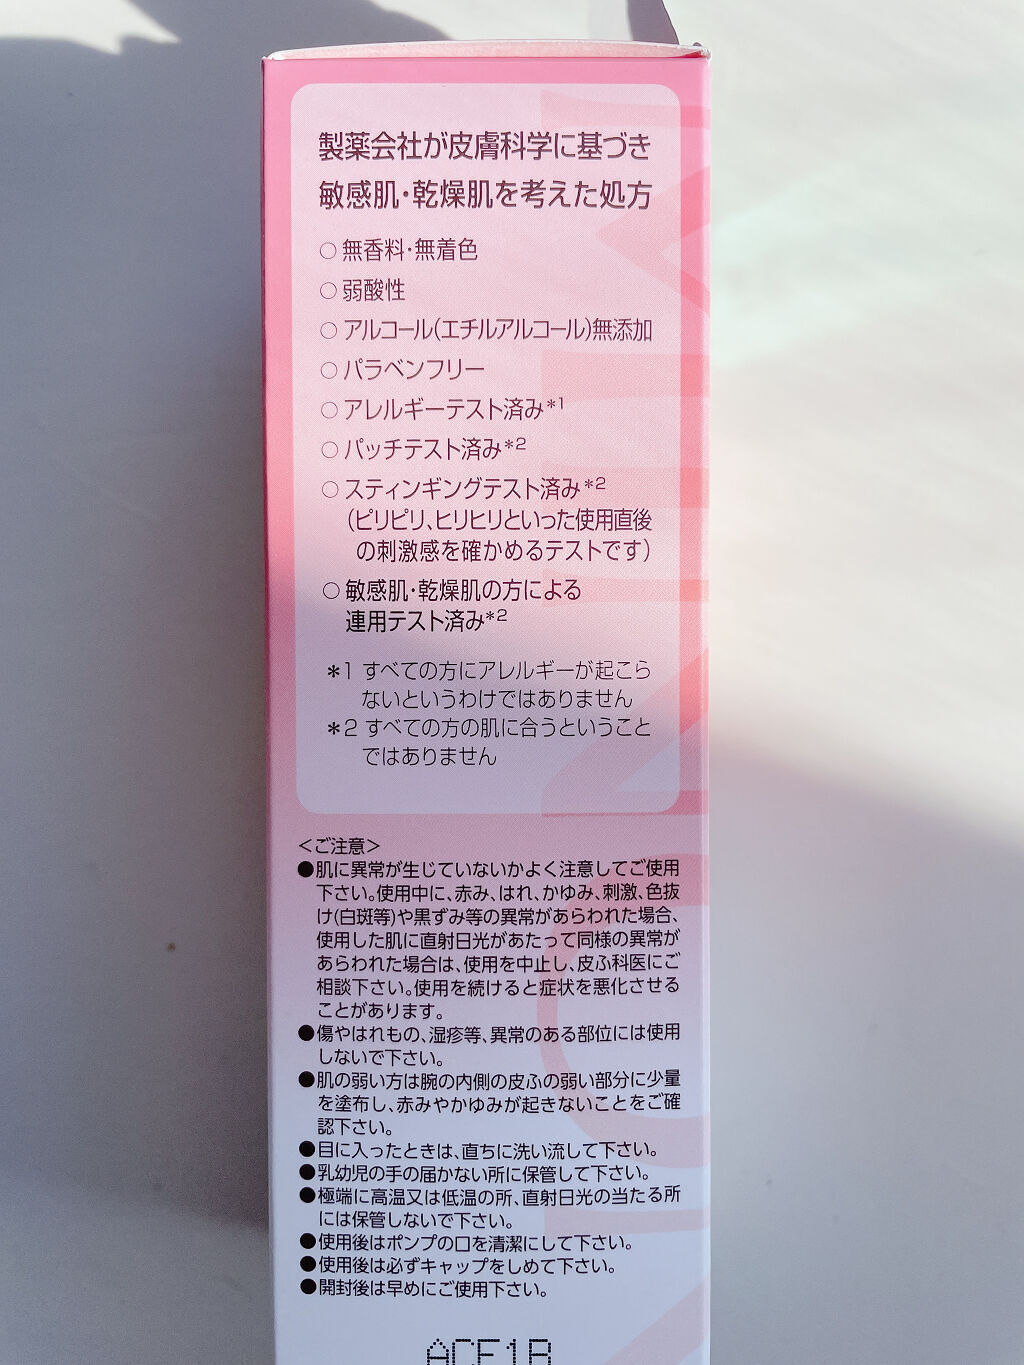 製薬会社が皮膚科学に基づき
敏感肌・乾燥肌を考えた処方
○無香料・無着色
○弱酸性
○アルコール(エチルアルコール)無添加
○パラベンフリー
○アレルギーテスト済み*1
○パッチテスト済み*2
○スティンギングテスト済み*2
(ピリピリ、ヒリヒリといった使用直後
の刺激感を確かめるテストです)
○敏感肌・乾燥肌の方による
連用テスト済み*2
*1 すべての方にアレルギーが起こら
ないというわけではありません
*2 すべての方の肌に合うということ
ではありません
<ご注意>
●肌に異常が生じていないかよく注意してご使用
下さい。使用中に、赤み、はれ、かゆみ、刺激、色抜
け(白斑等)や黒ずみ等の異常があらわれた場合、
使用した肌に直射日光があたって同様の異常が
あらわれた場合は、使用を中止し、皮ふ科医にご
相談下さい。使用を続けると症状を悪化させる
ことがあります。
●傷やはれもの、湿疹等、異常のある部位には使用
しないで下さい。
●肌の弱い方は腕の内側の皮ふの弱い部分に少量
を塗布し、赤みやかゆみが起きないことをご確
認下さい。
●目に入ったときは、直ちに洗い流して下さい。
●乳幼児の手の届かない所に保管して下さい。
●極端に高温又は低温の所、直射日光の当たる所
には保管しないで下さい。
●使用後はポンプの口を清潔にして下さい。
●使用後は必ずキャップをしめて下さい。
●開封後は早めにご使用下さい。